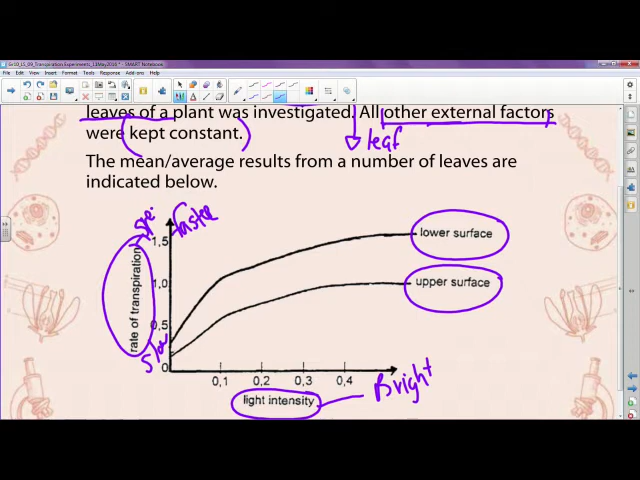 Gr10_LS_09_Transpiration Experiments_13May2016 * - SMART Notebook
File Edit View Insert Format Tools Response Add-ons Help
leaves of a plant was investigated. All other external factors
were kept constant.
leaf
The mean/average results from a number of leaves are
indicated below.
faster
1,5
lower surface
rate of transpiration
1,0
upper surface
0,5
slow
0
0,1 0,2 0,3 0,4
Bright
light intensity